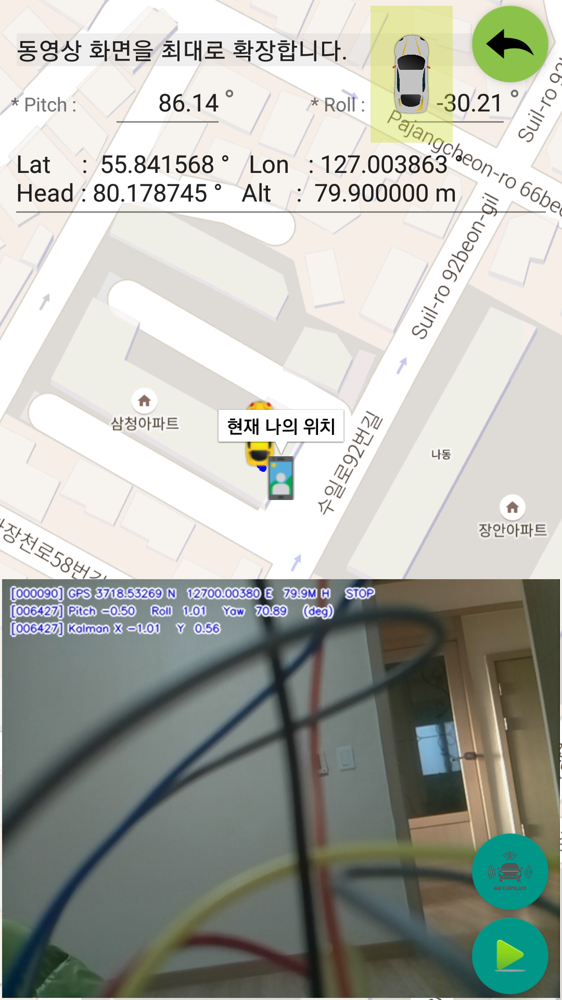 동영상 화면을 최대로 확장합니다.
* Pitch : 86.14 ° * Roll : -30.21 °
Lat : 55.841568 ° Lon : 127.003863 °
Head : 80.178745 ° Alt : 79.900000 m
Pajangcheon-ro 66beo
Suil-ro 92b
Suil-ro 92beon-gil
삼청아파트
현재 나의 위치
수일로92번길
나동
장안아파트
장천로58번길
[000090] GPS 3718.53269 N 12700.00380 E 79.9M H STOP
[006427] Pitch -0.50 Roll 1.01 Yaw 70.89 (deg)
[006427] Kalman X -1.01 Y 0.56
AUTOPILOT